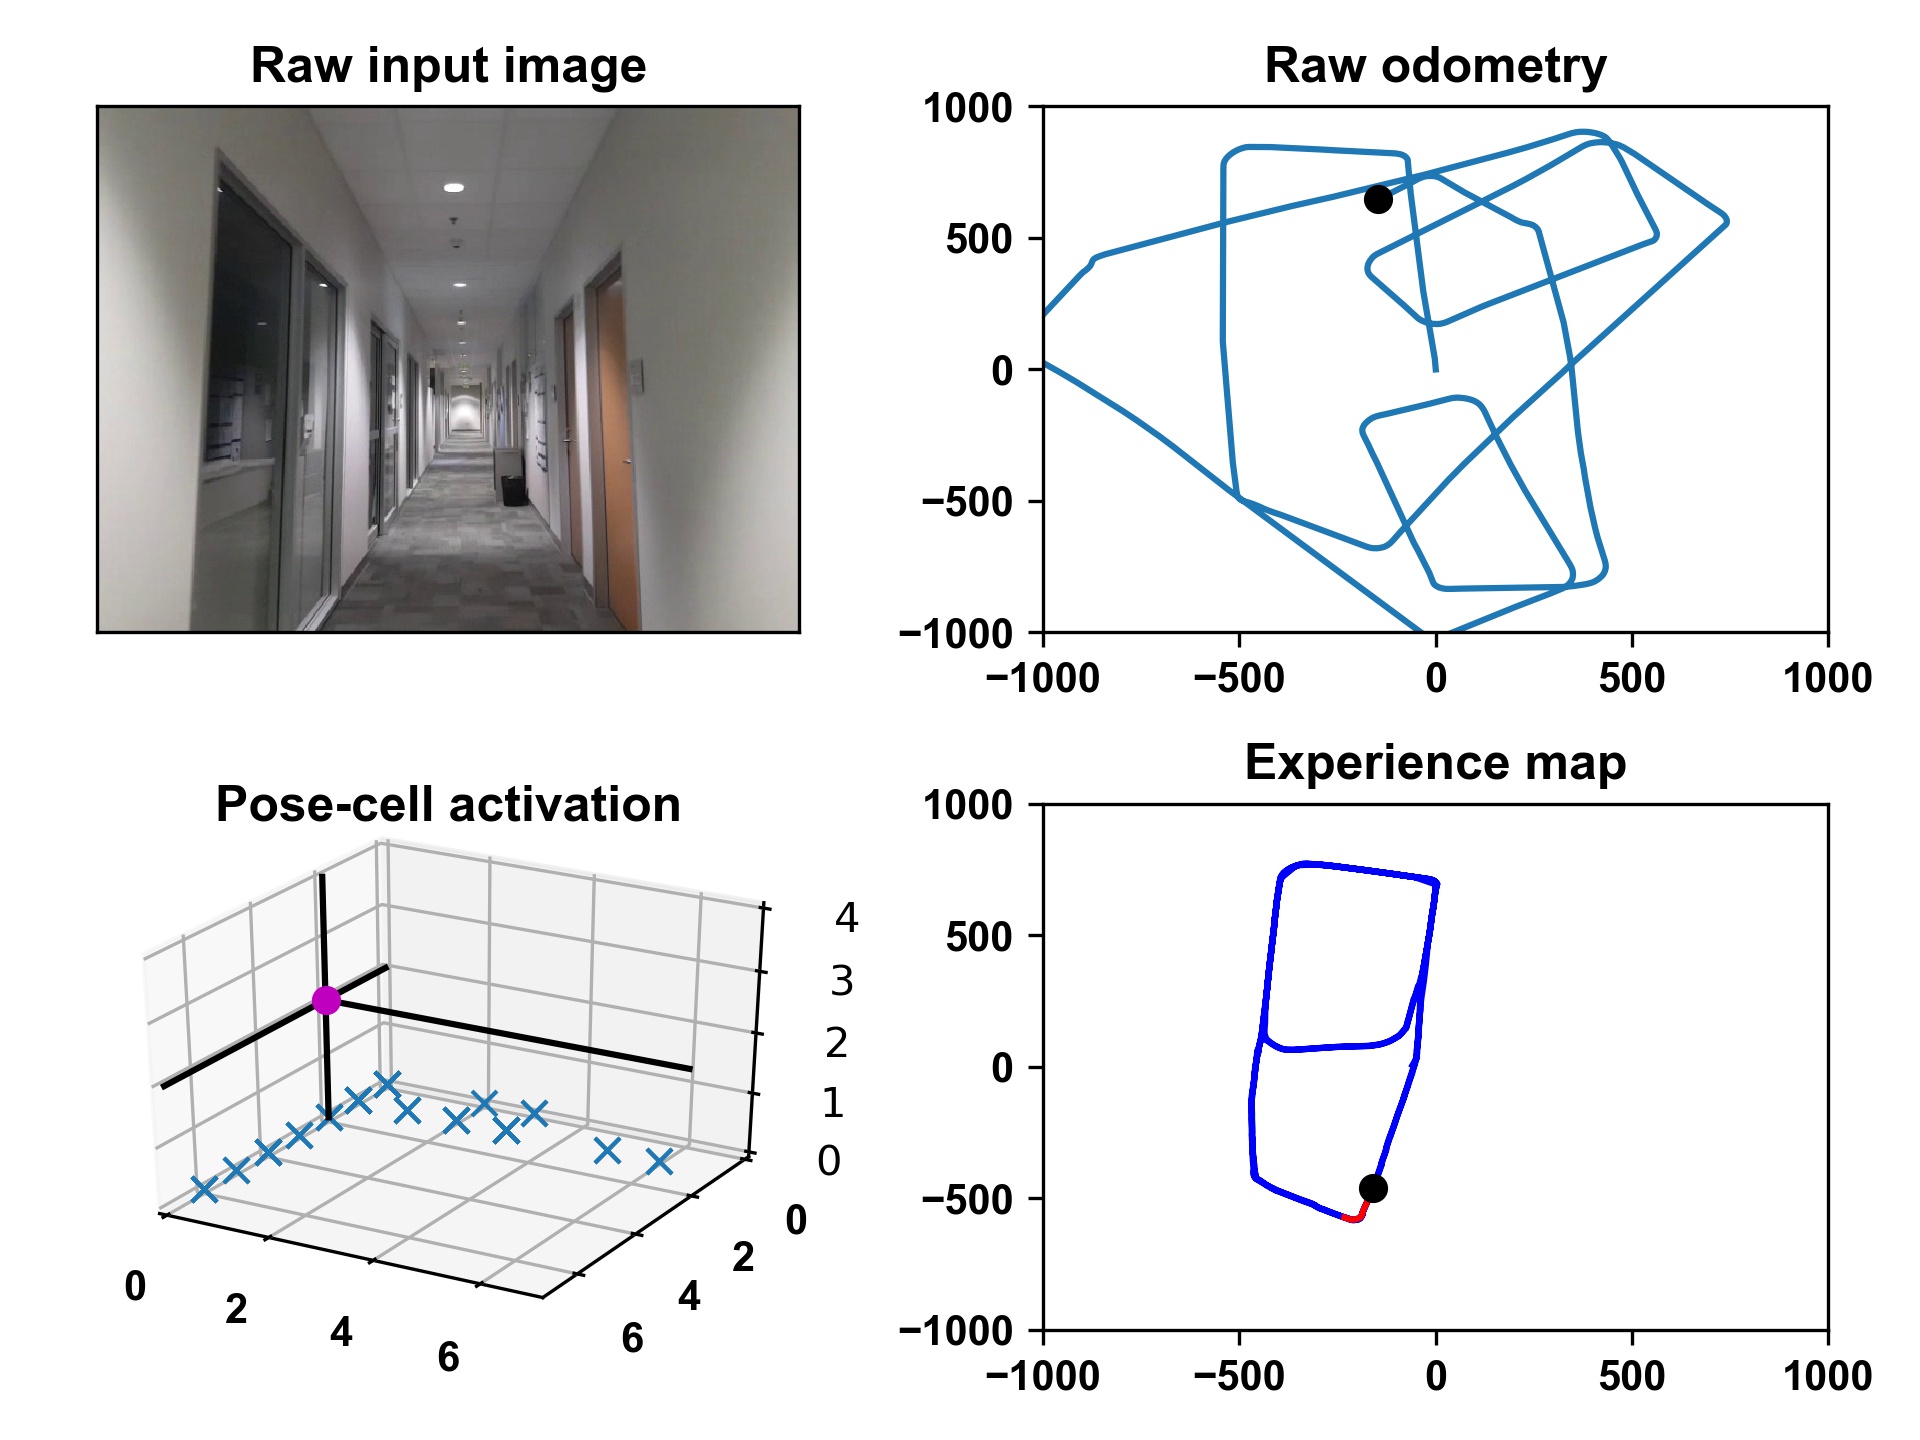 Raw input image
Raw odometry
1000
500
0
−500
−1000
−1000 −500 0 500 1000
Pose-cell activation
4
3
2
1
0
0 2 4 6
0 2 4 6
Experience map
1000
500
0
−500
−1000
−1000 −500 0 500 1000